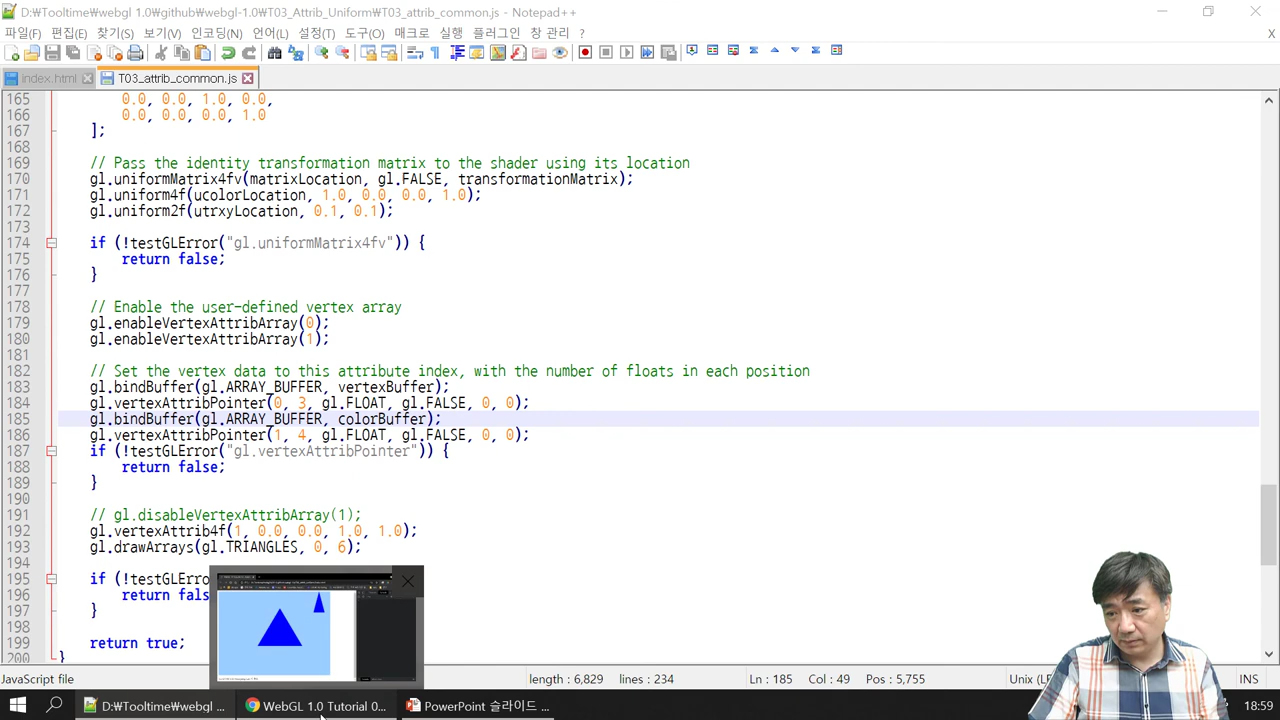 D:₩Tooltime₩webgl 1.0₩github₩webgl-1.0₩T03_Attrib_Uniform₩T03_attrib_common.js - Notepad++
파일(F) 편집(E) 찾기(S) 보기(V) 인코딩(N) 언어(L) 설정(T) 도구(O) 매크로 실행 플러그인 창 관리 ? X
index.html T03_attrib_common.js
165 0.0, 0.0, 1.0, 0.0,
166 0.0, 0.0, 0.0, 1.0
167 ];
168
169 // Pass the identity transformation matrix to the shader using its location
170 gl.uniformMatrix4fv(matrixLocation, gl.FALSE, transformationMatrix);
171 gl.uniform4f(ucolorLocation, 1.0, 0.0, 0.0, 1.0);
172 gl.uniform2f(utrxyLocation, 0.1, 0.1);
173
174 if (!testGLError("gl.uniformMatrix4fv")) {
175 return false;
176 }
177
178 // Enable the user-defined vertex array
179 gl.enableVertexAttribArray(0);
180 gl.enableVertexAttribArray(1);
181
182 // Set the vertex data to this attribute index, with the number of floats in each position
183 gl.bindBuffer(gl.ARRAY_BUFFER, vertexBuffer);
184 gl.vertexAttribPointer(0, 3, gl.FLOAT, gl.FALSE, 0, 0);
185 gl.bindBuffer(gl.ARRAY_BUFFER, colorBuffer);
186 gl.vertexAttribPointer(1, 4, gl.FLOAT, gl.FALSE, 0, 0);
187 if (!testGLError("gl.vertexAttribPointer")) {
188 return false;
189 }
190
191 // gl.disableVertexAttribArray(1);
192 gl.vertexAttrib4f(1, 0.0, 0.0, 1.0, 1.0);
193 gl.drawArrays(gl.TRIANGLES, 0, 6);
194
195 if (!testGLErro
196 return fals
197 }
198
199 return true;
200 }
JavaScript file length : 6,829 lines : 234 Ln : 185 Col : 49 Pos : 5,755 Unix (L INS
D:₩Tooltime₩webgl ... WebGL 1.0 Tutorial 0... PowerPoint 슬라이드 ... 18:59